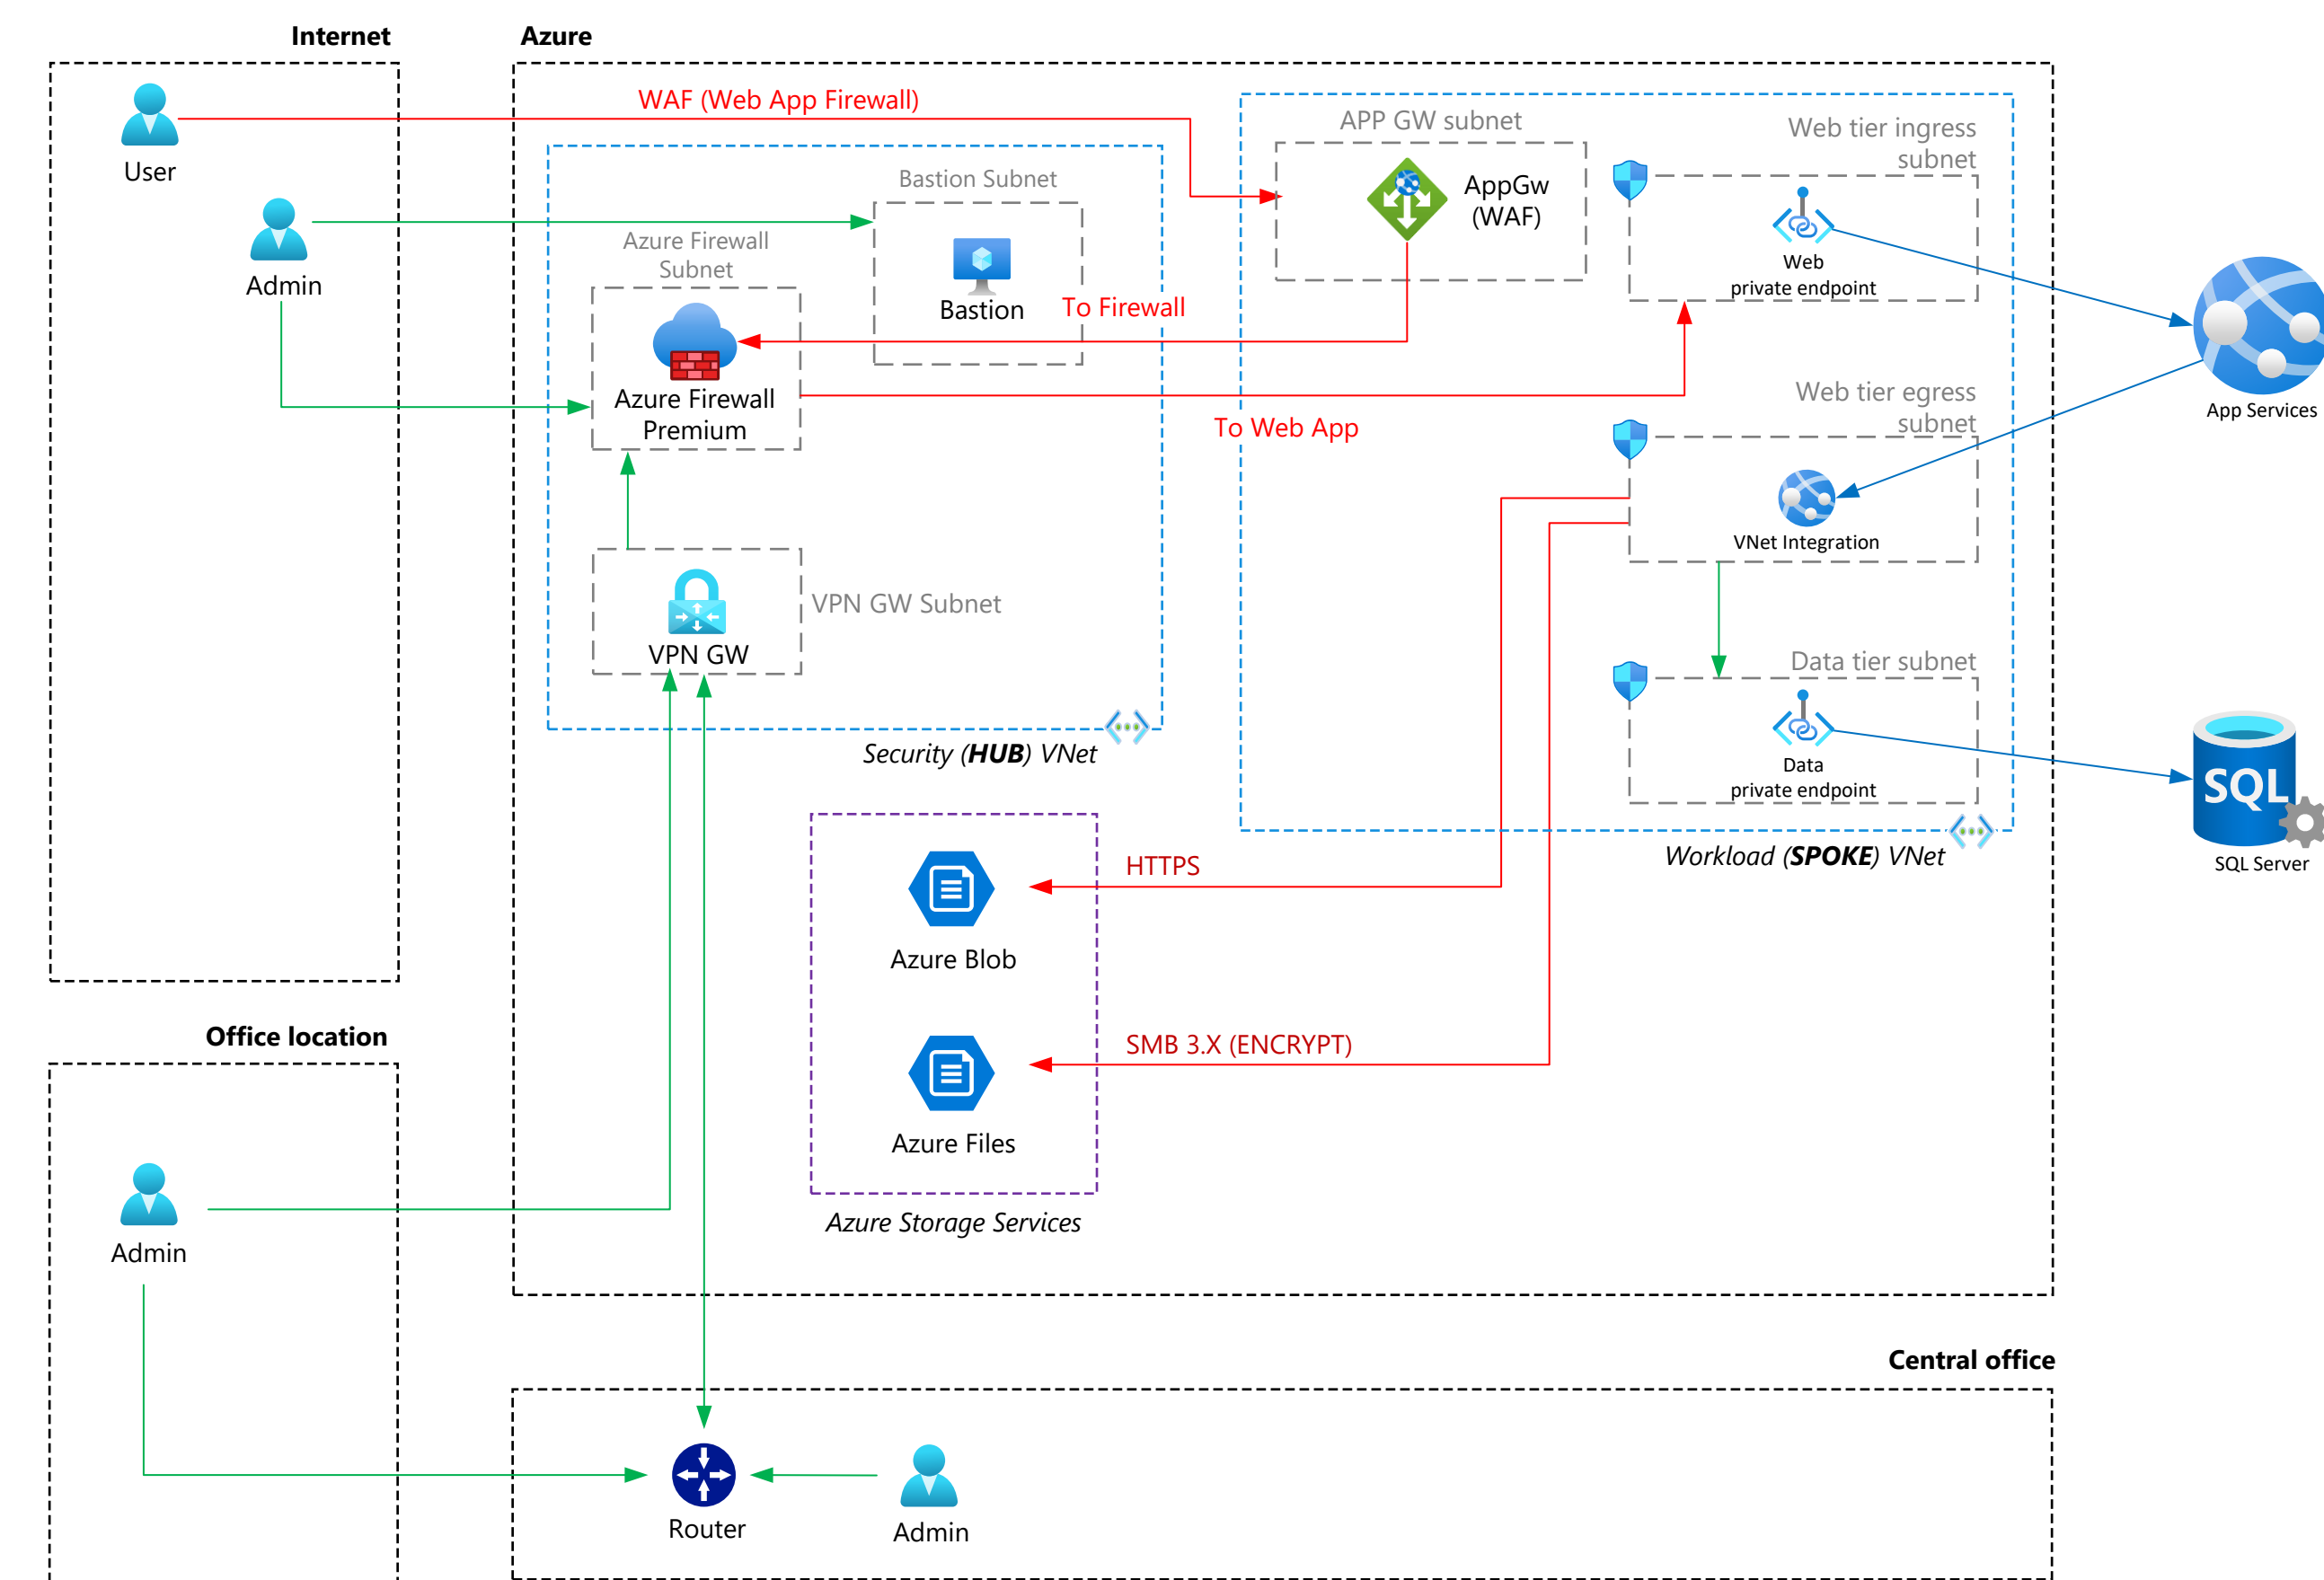 Internet
Azure
WAF (Web App Firewall)
User
Admin
Bastion Subnet
Bastion
Azure Firewall
Subnet
Azure Firewall
Premium
To Firewall
To Web App
APP GW subnet
AppGw
(WAF)
Web tier ingress
subnet
Web
private endpoint
App Services
Web tier egress
subnet
VNet Integration
VPN GW Subnet
VPN GW
Security (HUB) VNet
Data tier subnet
Data
private endpoint
SQL
SQL Server
Workload (SPOKE) VNet
HTTPS
Azure Blob
SMB 3.X (ENCRYPT)
Azure Files
Azure Storage Services
Office location
Admin
Central office
Router
Admin